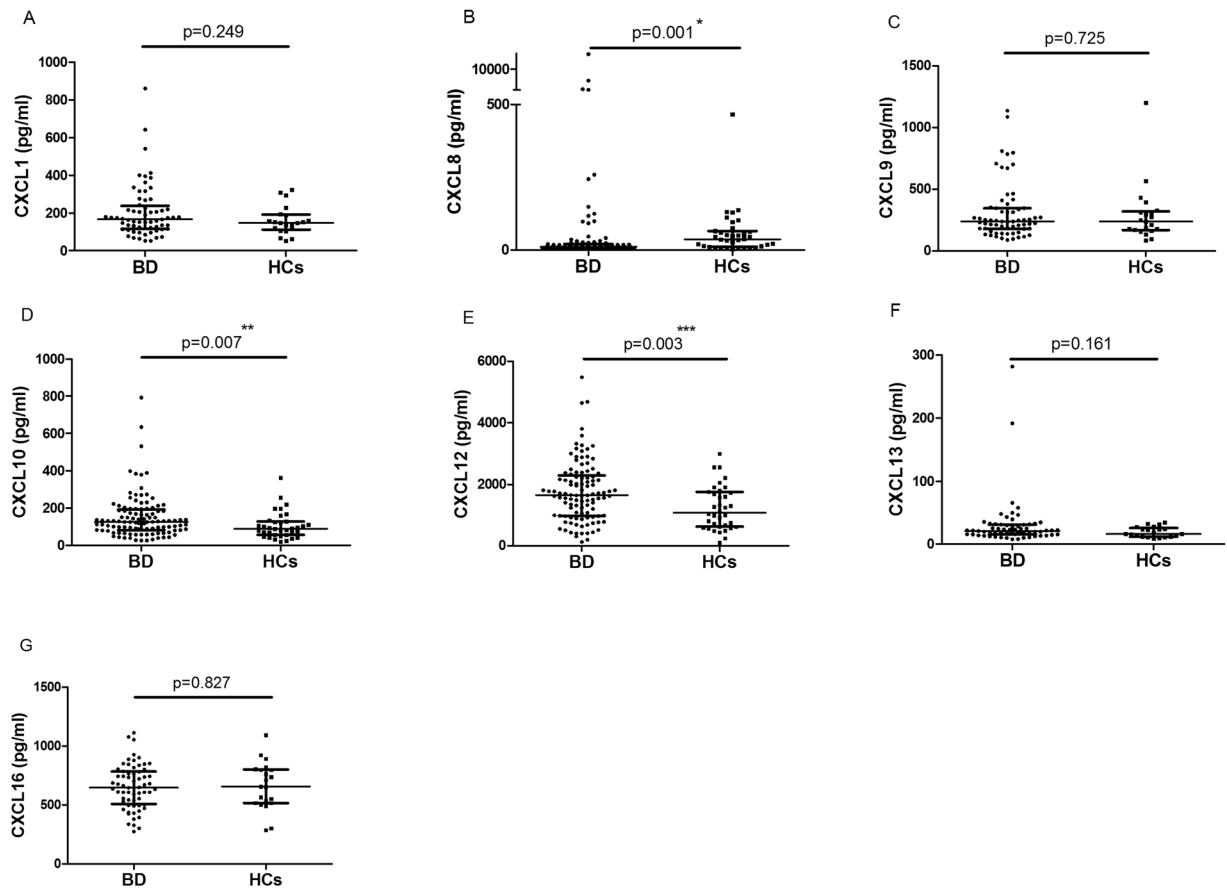 A
p=0.249
CXCL1 (pg/ml)
1000
800
600
400
200
0
BD HCs
B
*
p=0.001
CXCL8 (pg/ml)
10000
500
0
BD HCs
C
p=0.725
CXCL9 (pg/ml)
1500
1000
500
0
BD HCs
D
**
p=0.007
CXCL10 (pg/ml)
1000
800
600
400
200
0
BD HCs
E
***
p=0.003
CXCL12 (pg/ml)
6000
4000
2000
0
BD HCs
F
p=0.161
CXCL13 (pg/ml)
300
200
100
0
BD HCs
G
p=0.827
CXCL16 (pg/ml)
1500
1000
500
0
BD HCs